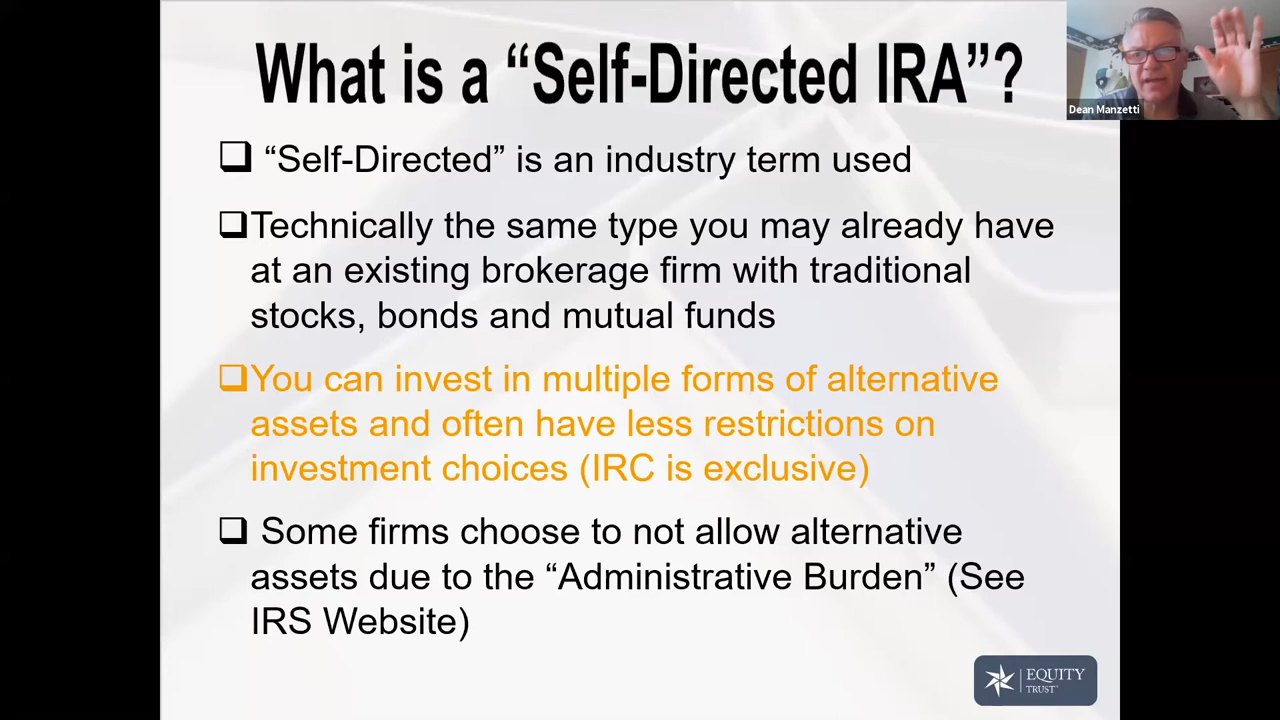 What is a “Self-Directed IRA”?
Dean Manzetti
“Self-Directed” is an industry term used
Technically the same type you may already have
at an existing brokerage firm with traditional
stocks, bonds and mutual funds
You can invest in multiple forms of alternative
assets and often have less restrictions on
investment choices (IRC is exclusive)
Some firms choose to not allow alternative
assets due to the “Administrative Burden” (See
IRS Website)
EQUITY
TRUST